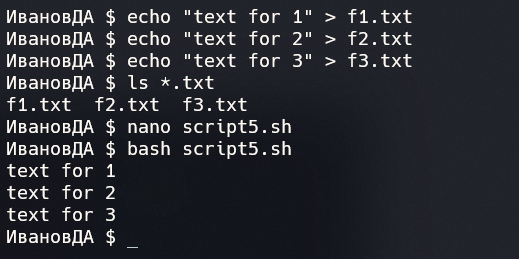 ИвановДА $ echo "text for 1" > f1.txt
ИвановДА $ echo "text for 2" > f2.txt
ИвановДА $ echo "text for 3" > f3.txt
ИвановДА $ ls *.txt
f1.txt  f2.txt  f3.txt
ИвановДА $ nano script5.sh
ИвановДА $ bash script5.sh
text for 1
text for 2
text for 3
ИвановДА $ _